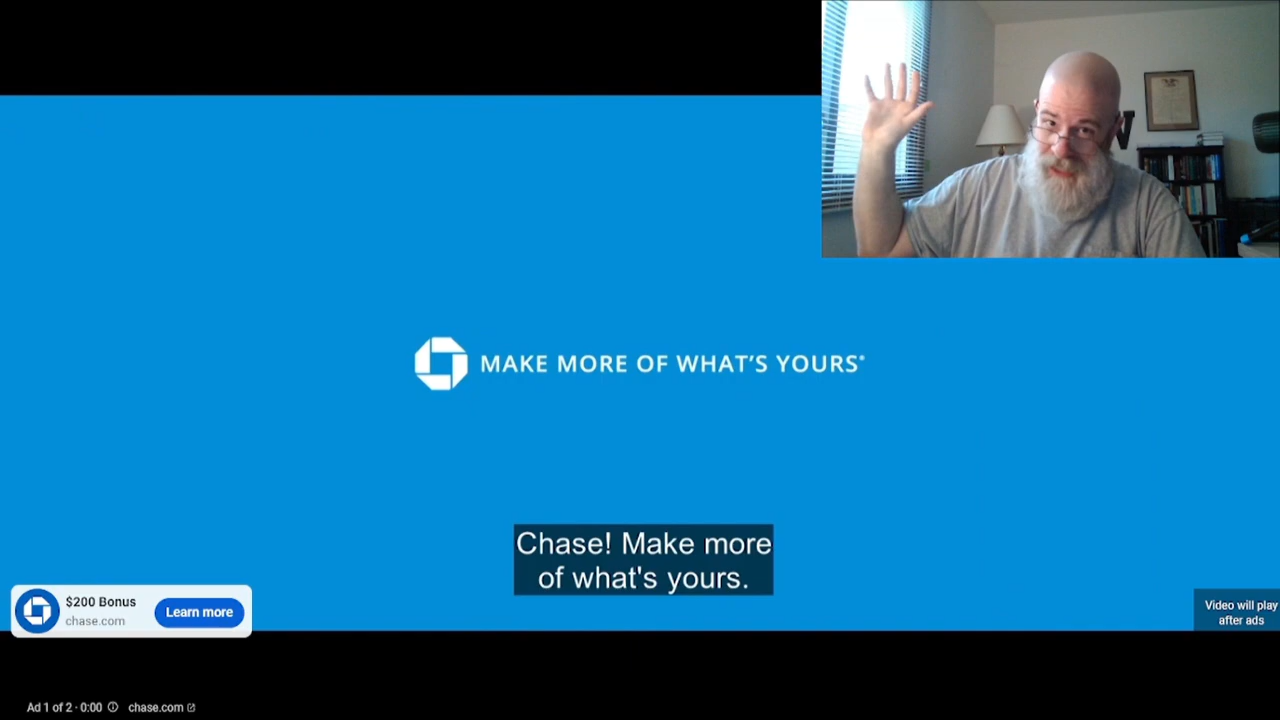 MAKE MORE OF WHAT'S YOURS®
Chase! Make more
of what's yours.
$200 Bonus
chase.com
Learn more
Video will play
after ads
Ad 1 of 2 · 0:00
chase.com